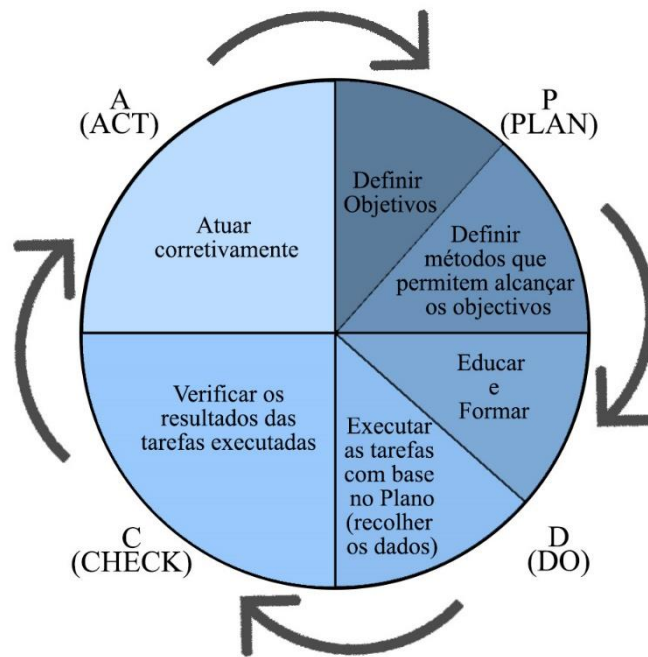 A
(ACT)
P
(PLAN)
Definir
Objetivos
Atuar
corretivamente
Definir
métodos que
permitem alcançar
os objectivos
Educar
e
Formar
Verificar os
resultados das
tarefas executadas
Executar
as tarefas
com base
no Plano
(recolher
os dados)
C
(CHECK)
D
(DO)